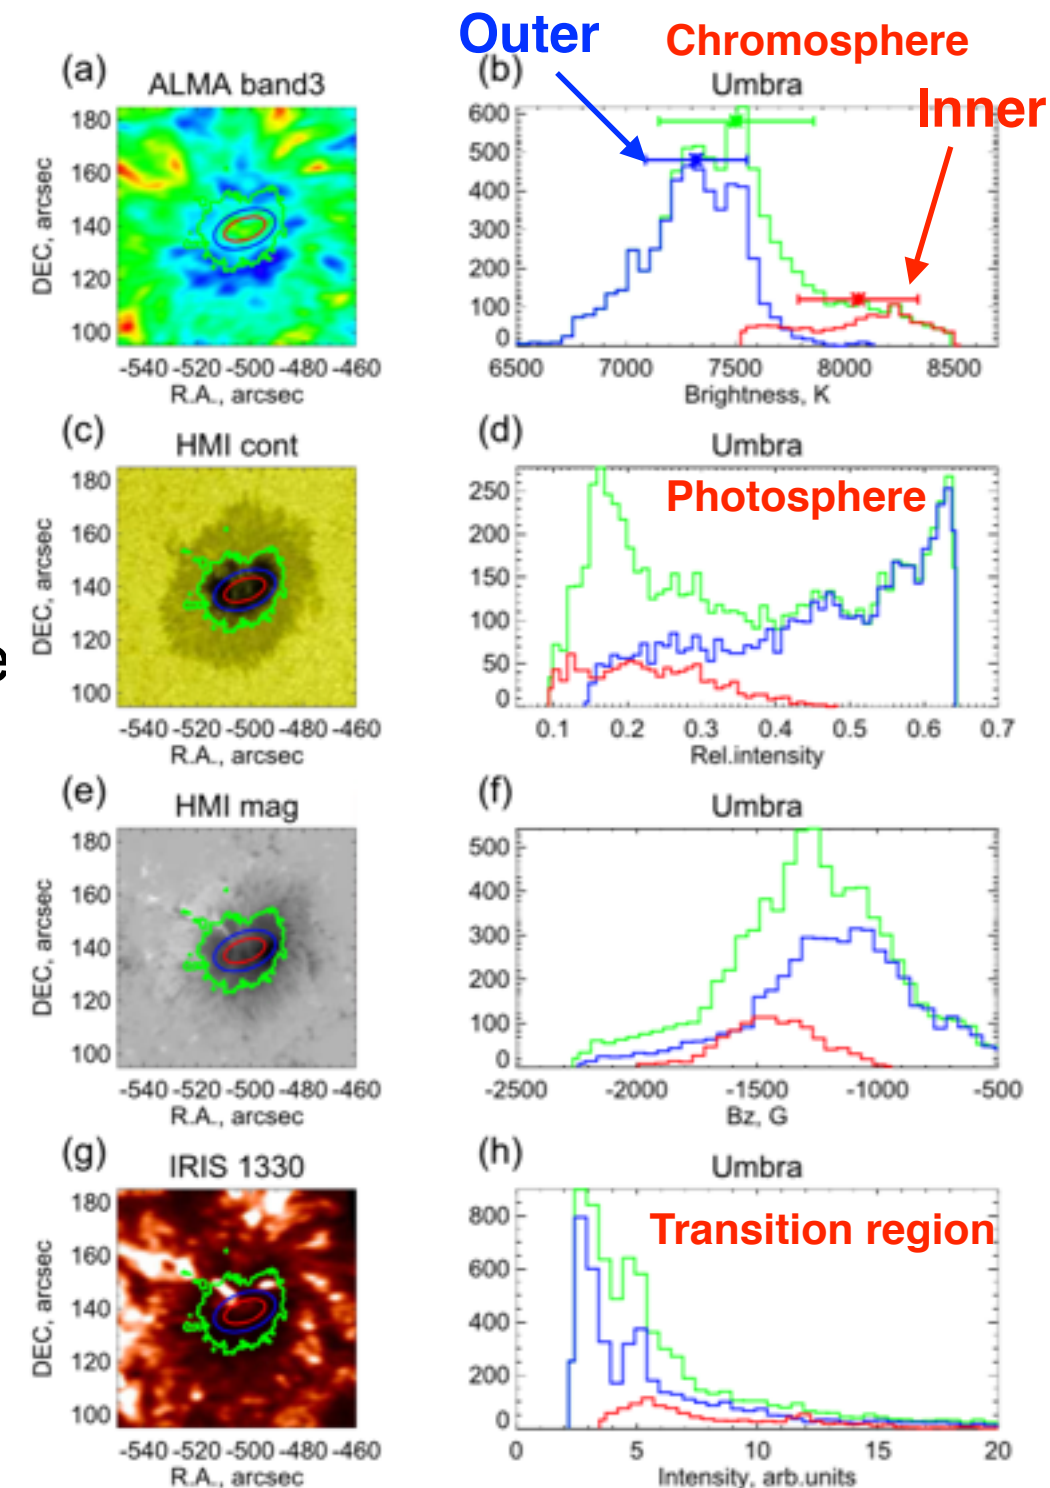 Outer
Chromosphere
(a)
ALMA band3
(b)
Umbra
Inner
180
160
140
120
100
DEC, arcsec
-540 -520 -500 -480 -460
R.A., arcsec
600
500
400
300
200
100
0
6500 7000 7500 8000 8500
Brightness, K
(c)
HMI cont
(d)
Umbra
Photosphere
180
160
140
120
100
DEC, arcsec
-540 -520 -500 -480 -460
R.A., arcsec
250
200
150
100
50
0
0.1 0.2 0.3 0.4 0.5 0.6 0.7
Rel.intensity
e
(e)
HMI mag
(f)
Umbra
180
160
140
120
100
DEC, arcsec
-540 -520 -500 -480 -460
R.A., arcsec
500
400
300
200
100
0
-2500 -2000 -1500 -1000 -500
Bz, G
(g)
IRIS 1330
(h)
Umbra
Transition region
180
160
140
120
100
DEC, arcsec
-540 -520 -500 -480 -460
R.A., arcsec
800
600
400
200
0
0 5 10 15 20
Intensity, arb.units